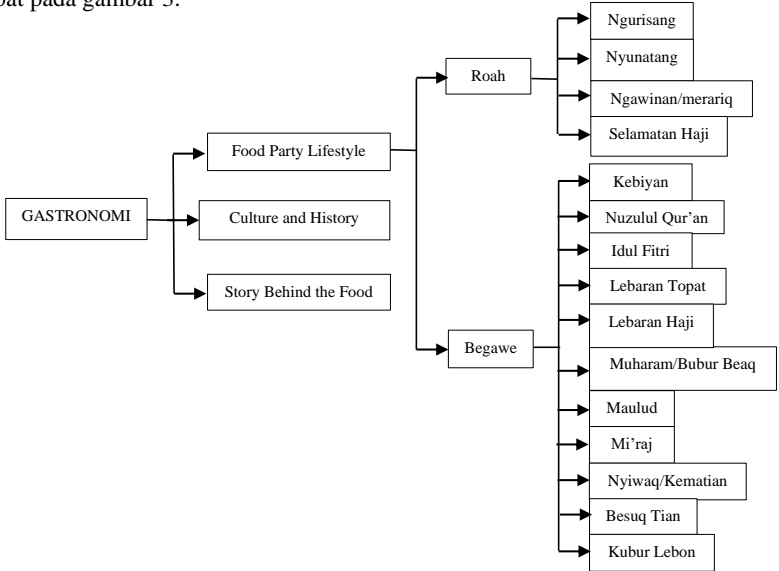 pada gambar 3.
GASTRONOMI
Food Party Lifestyle
Culture and History
Story Behind the Food
Roah
Ngurisang
Nyunatang
Ngawinan/merariq
Selamatan Haji
Begawe
Kebiyan
Nuzulul Qur’an
Idul Fitri
Lebaran Topat
Lebaran Haji
Muharam/Bubur Beaq
Maulud
Mi’raj
Nyiwaq/Kematian
Besuq Tian
Kubur Lebon